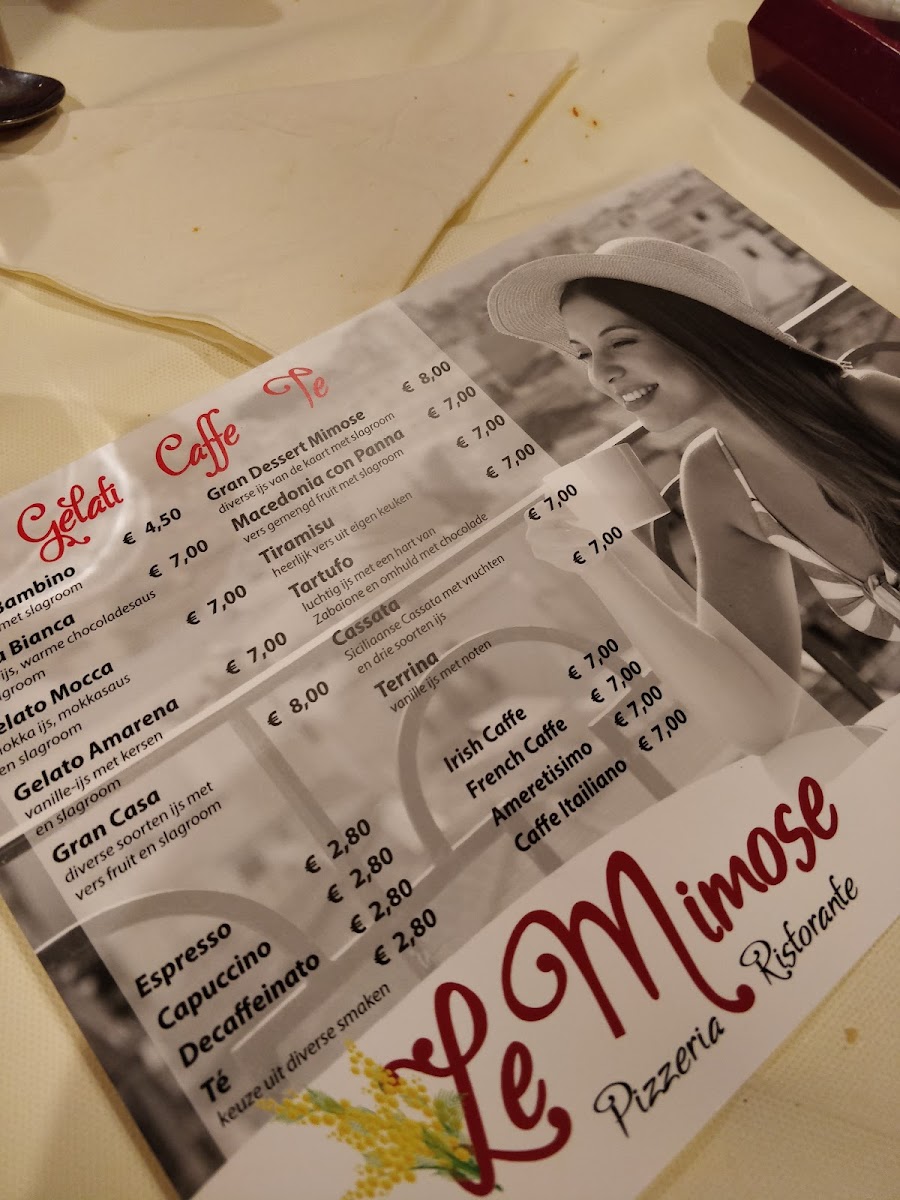 Gelati Caffe Te
Bambino € 4,50
met slagroom
Bianca € 7,00
ijs, warme chocoladesaus
Mocca € 7,00
ijs, mokkasaus
en slagroom
Gelato Amarena € 7,00
vanille-ijs met kersen
en slagroom
Gran Casa € 8,00
diverse soorten ijs met
vers fruit en slagroom
Espresso € 2,80
Capuccino € 2,80
Decaffeinato € 2,80
Té € 2,80
keuze uit diverse smaken
Gran Dessert Mimose € 8,00
diverse ijs van de kaart met slagroom
Macedonia con Panna € 7,00
vers gemengd fruit met slagroom
Tiramisu € 7,00
heerlijk vers uit eigen keuken
Tartufo € 7,00
luchtig ijs met een hart van
Zabaione en omhuld met chocolade
Cassata € 7,00
Siciliaanse Cassata met vruchten
en drie soorten ijs
Terrina € 7,00
vanille ijs met noten
Irish Caffe € 7,00
French Caffe € 7,00
Ameretisimo € 7,00
Caffe Itailiano € 7,00
Le Mimose
Pizzeria Ristorante